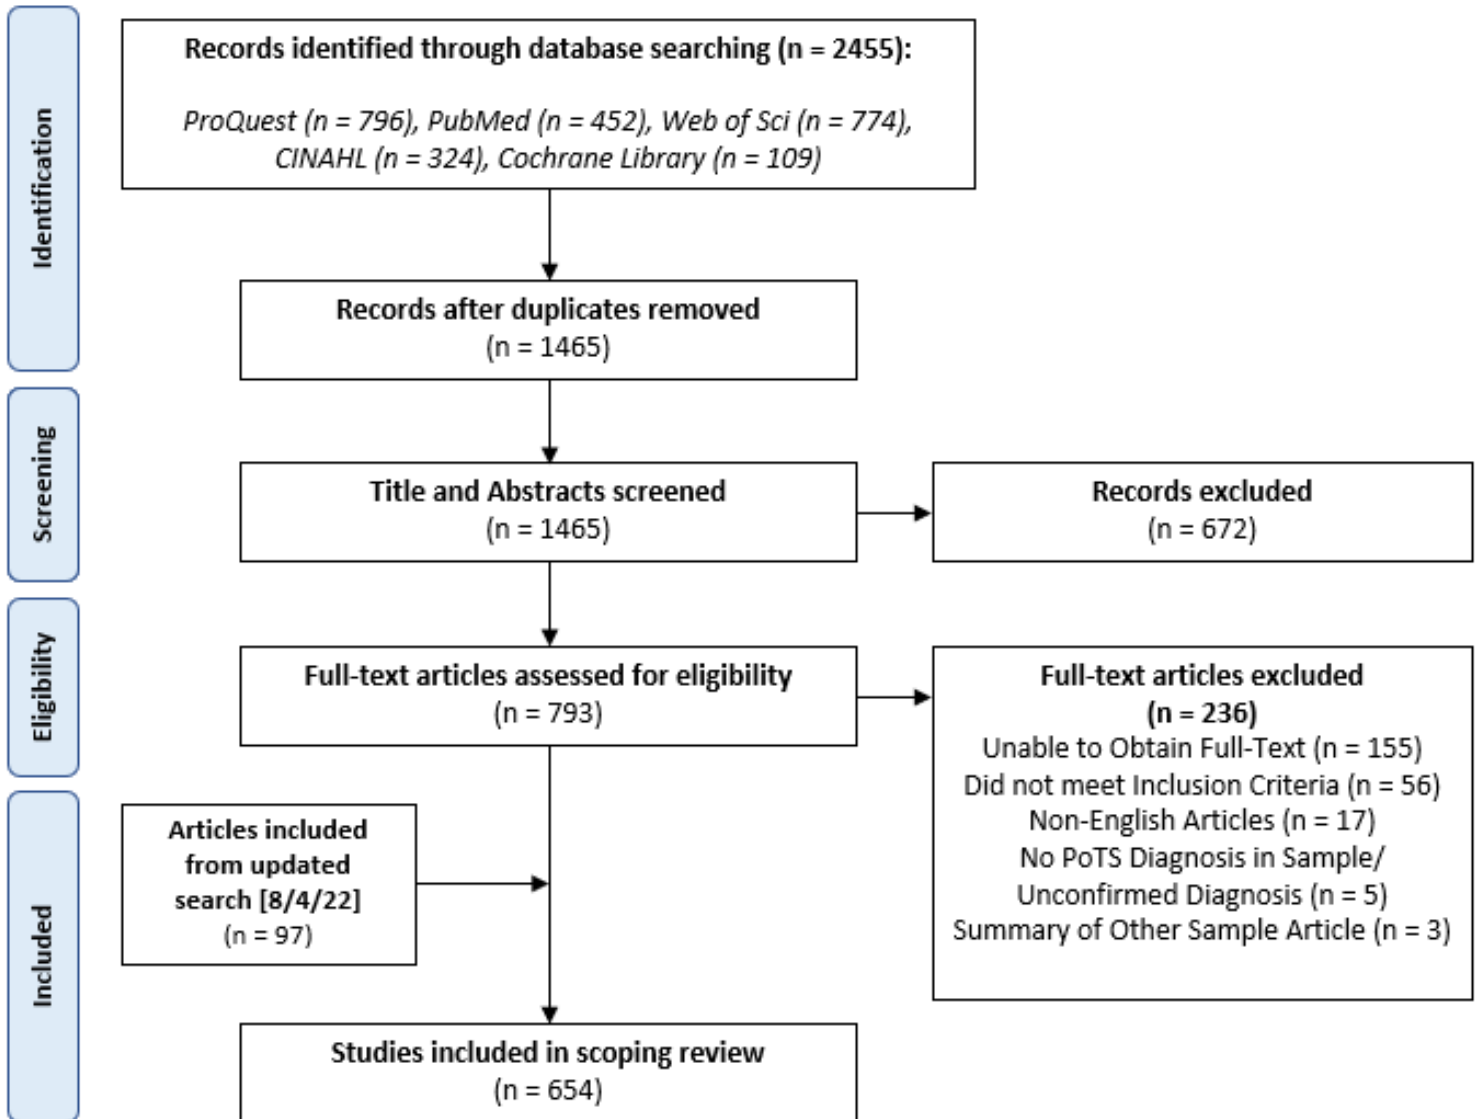 Identification
Records identified through database searching (n = 2455):
ProQuest (n = 796), PubMed (n = 452), Web of Sci (n = 774),
CINAHL (n = 324), Cochrane Library (n = 109)
Records after duplicates removed
(n = 1465)
Screening
Title and Abstracts screened
(n = 1465)
Records excluded
(n = 672)
Eligibility
Full-text articles assessed for eligibility
(n = 793)
Full-text articles excluded
(n = 236)
Unable to Obtain Full-Text (n = 155)
Did not meet Inclusion Criteria (n = 56)
Non-English Articles (n = 17)
No PoTS Diagnosis in Sample/
Unconfirmed Diagnosis (n = 5)
Summary of Other Sample Article (n = 3)
Included
Articles included
from updated
search [8/4/22]
(n = 97)
Studies included in scoping review
(n = 654)